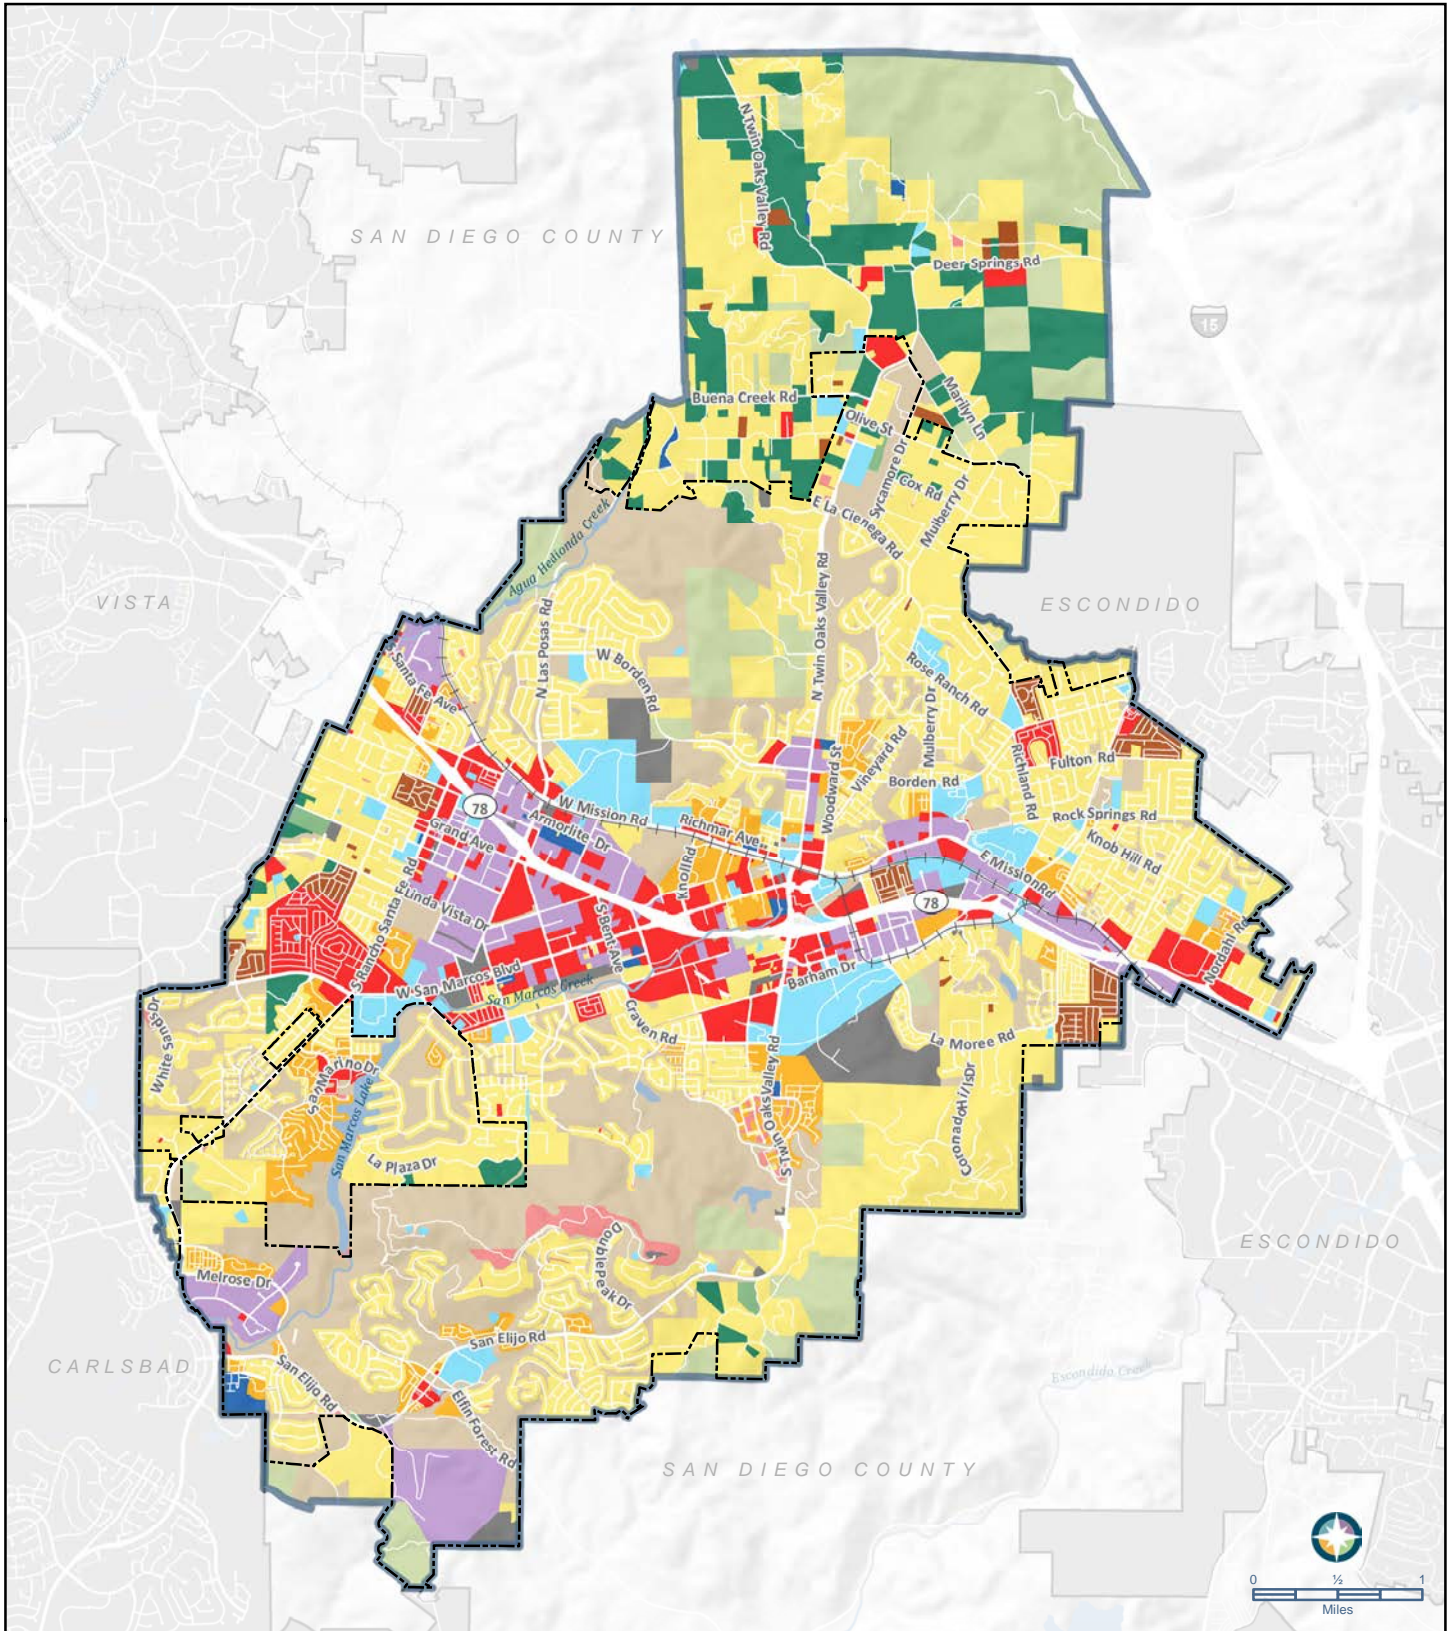 SAN DIEGO COUNTY
N Twin Oaks Valley Rd
Deer Springs Rd
15
Buena Creek Rd
Marilyn Ln
Olive St
Sycamore Dr
Cox Rd
Mulberry Dr
E La Cienega Rd
Agua Hedionda Creek
VISTA
ESCONDIDO
N Las Posas Rd
W Borden Rd
N Twin Oaks Valley Rd
Rose Ranch Rd
Santa Fe Ave
Mulberry Dr
Vineyard Rd
Woodward St
Richland Rd
Fulton Rd
Borden Rd
78
W Mission Rd
Armorlite Dr
Richmar Ave
Rock Springs Rd
Grand Ave
Knob Hill Rd
Knoll Rd
E Mission Rd
S Rancho Santa Fe Rd
Linda Vista Dr
78
S Bent Ave
Nordahl Rd
W San Marcos Blvd
Barham Dr
San Marcos Creek
White Sands Dr
Craven Rd
La Moree Rd
San Marino Dr
San Marcos Lake
S Twin Oaks Valley Rd
Coronado Hills Dr
La Plaza Dr
Doublepeak Dr
ESCONDIDO
Melrose Dr
San Elijo Rd
CARLSBAD
Escondido Creek
San Elijo Rd
Elfin Forest Rd
SAN DIEGO COUNTY
0 ½ 1
Miles